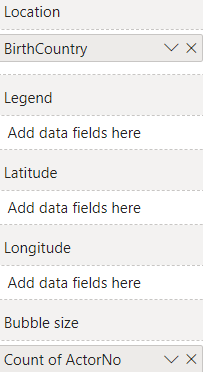 Location
BirthCountry
Legend
Add data fields here
Latitude
Add data fields here
Longitude
Add data fields here
Bubble size
Count of ActorNo